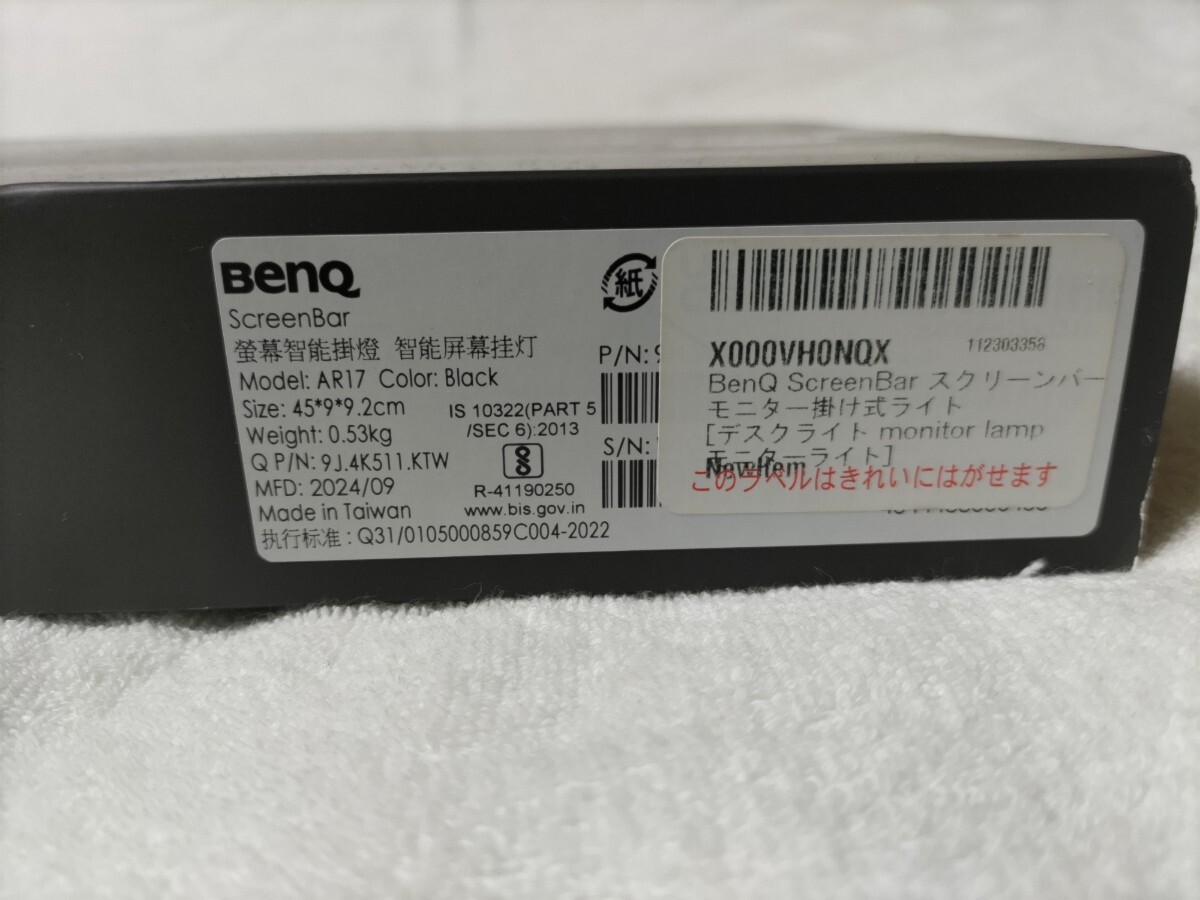 BenQ
ScreenBar
螢幕智能掛燈 智能屏幕挂灯
Model: AR17 Color: Black
Size: 45*9*9.2cm
Weight: 0.53kg
Q P/N: 9J.4K511.KTW
MFD: 2024/09
Made in Taiwan
执行标准 : Q31/0105000859C004-2022
IS 10322(PART 5
/SEC 6):2013
R-41190250
www.bis.gov.in
紙
P/N:
S/N:
X000VH0NQX
112303358
BenQ ScreenBar スクリーンバー
モニター掛け式ライト
[デスクライト monitor lamp
モニターライト]
New Item
このラベルはきれいにはがせます